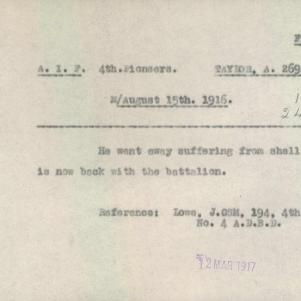 A. I. F. 4th.Pioneers. TAYLOR, A. 269
M/August 15th. 1916.
He went away suffering from shell
is now back with the battalion.
Reference: Lowe, J.CSM, 194, 4th
No. 4 A.D.B.D.
12 MAR 1917